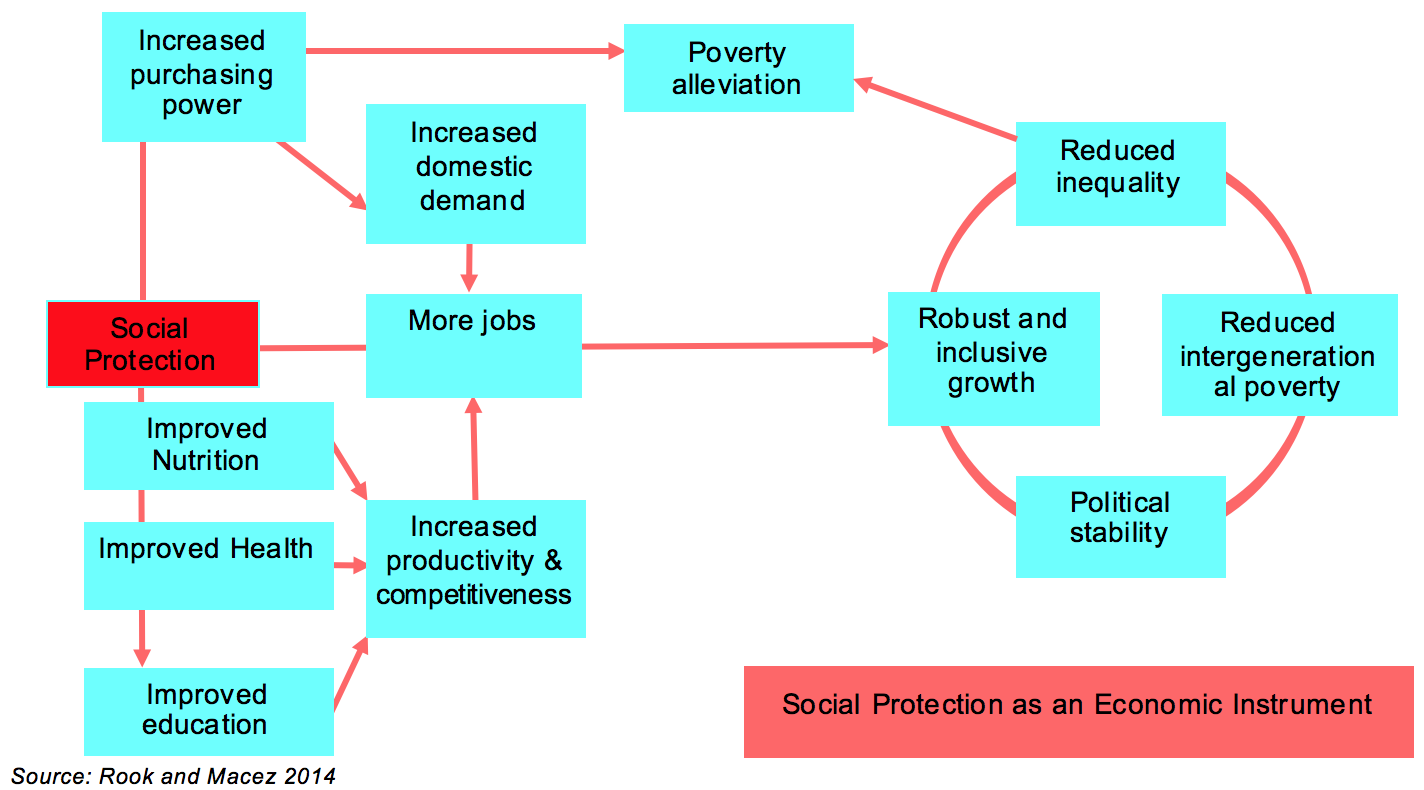 Increased
purchasing
power
Poverty
alleviation
Increased
domestic
demand
Reduced
inequality
Social
Protection
More jobs
Robust and
inclusive
growth
Reduced
intergeneration
al poverty
Improved
Nutrition
Improved Health
Increased
productivity &
competitiveness
Political
stability
Improved
education
Social Protection as an Economic Instrument
Source: Rook and Macez 2014